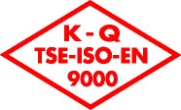 K - Q
TSE-ISO-EN
9000